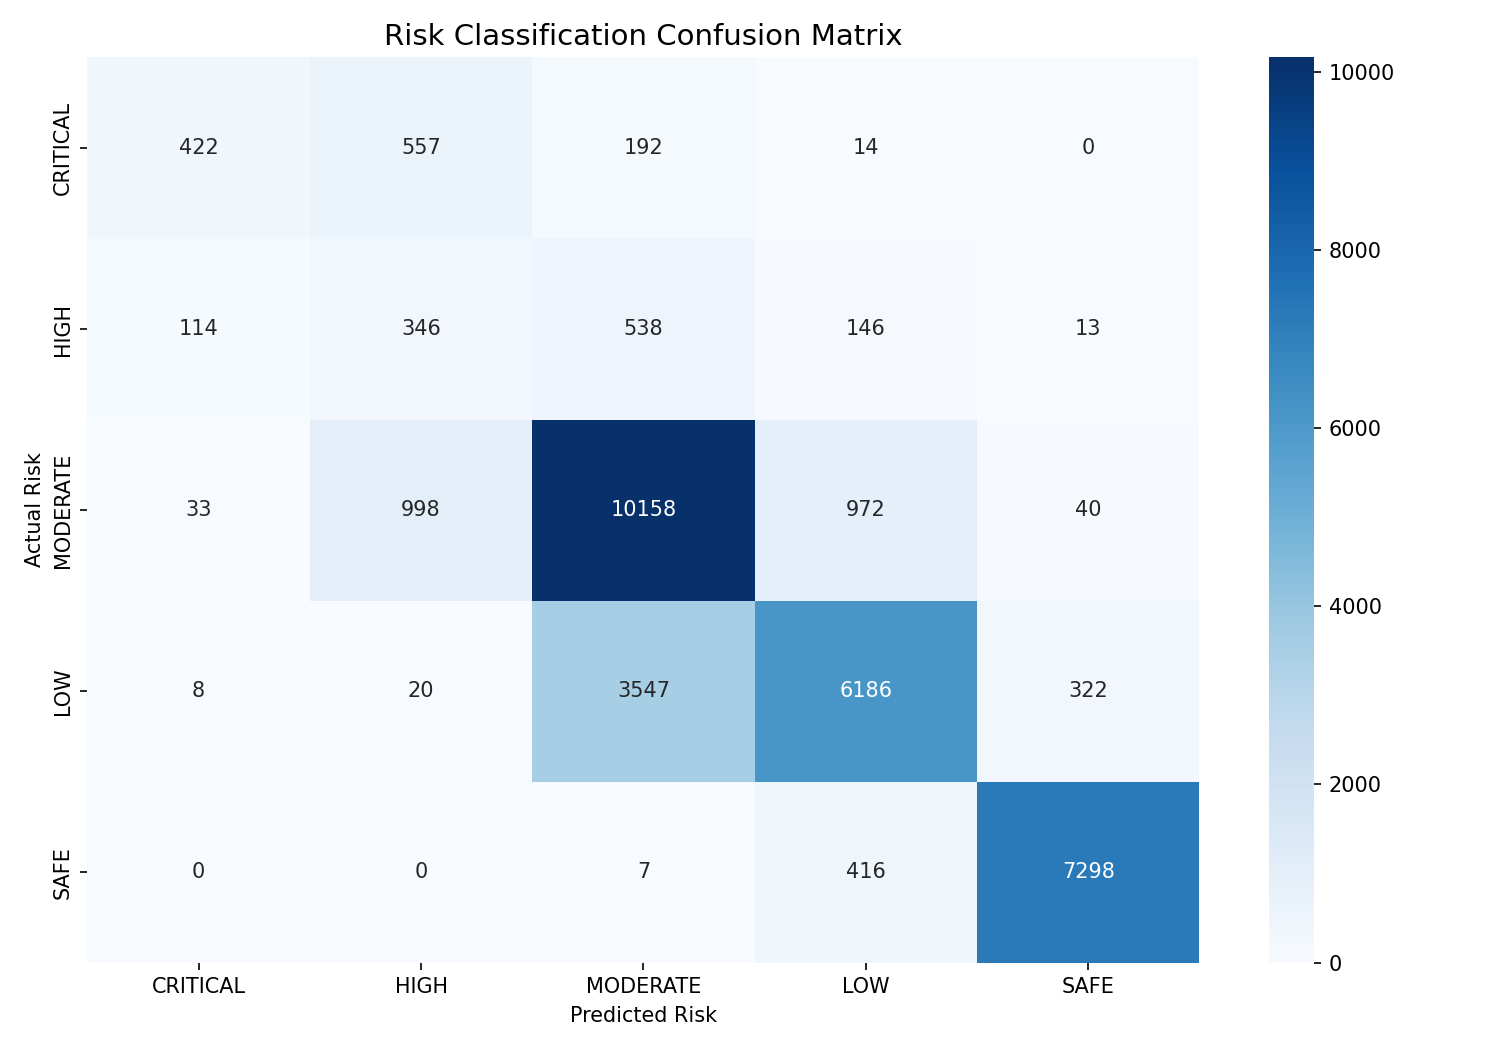 Risk Classification Confusion Matrix
Actual Risk
CRITICAL 422 557 192 14 0
HIGH 114 346 538 146 13
MODERATE 33 998 10158 972 40
LOW 8 20 3547 6186 322
SAFE 0 0 7 416 7298
CRITICAL HIGH MODERATE LOW SAFE
Predicted Risk
10000
8000
6000
4000
2000
0